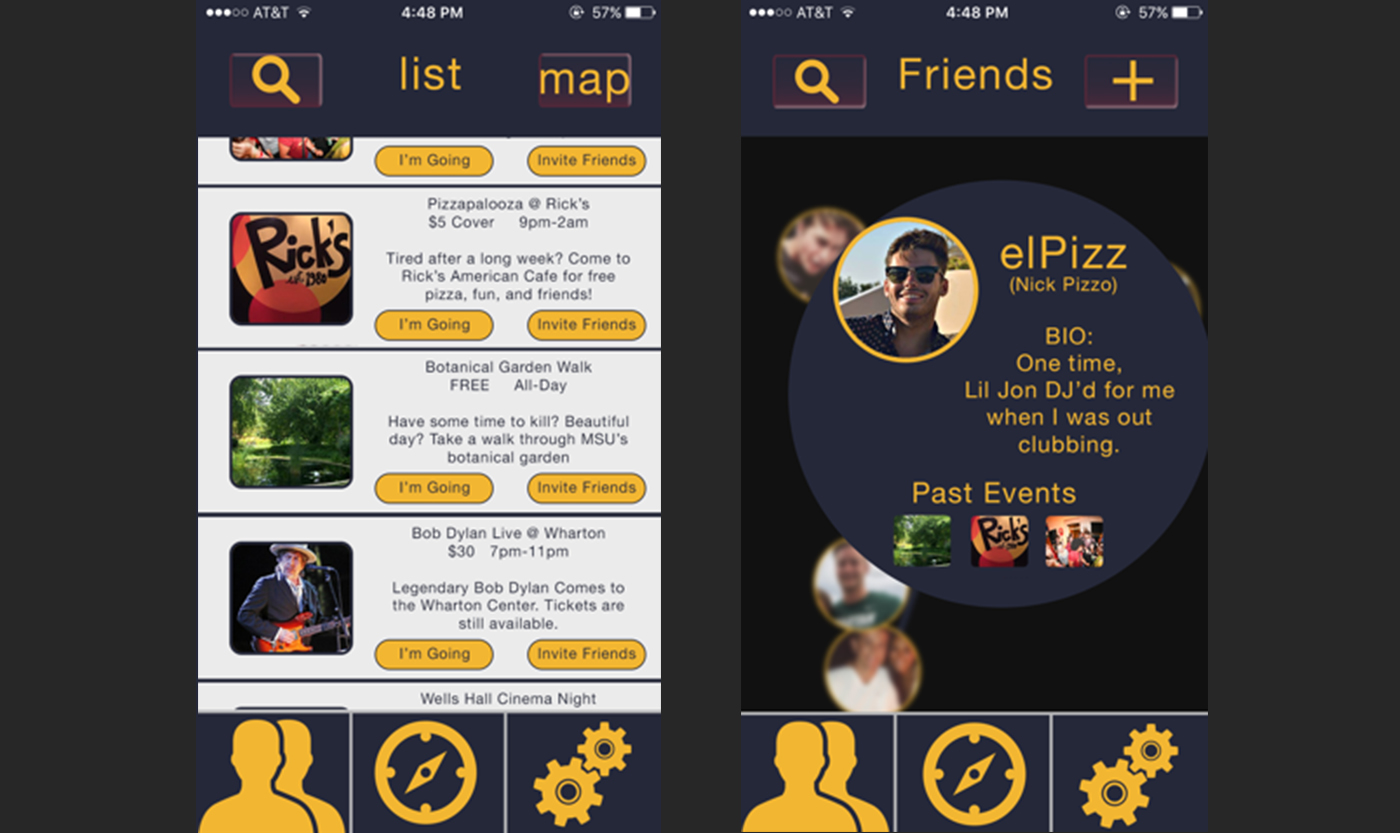 AT&T 4:48 PM 57%
list map
I'm Going Invite Friends
Pizzapalooza @ Rick's
$5 Cover 9pm-2am
Tired after a long week? Come to
Rick's American Cafe for free
pizza, fun, and friends!
Rick's
est. 1980
I'm Going Invite Friends
Botanical Garden Walk
FREE All-Day
Have some time to kill? Beautiful
day? Take a walk through MSU's
botanical garden
I'm Going Invite Friends
Bob Dylan Live @ Wharton
$30 7pm-11pm
Legendary Bob Dylan Comes to
the Wharton Center. Tickets are
still available.
I'm Going Invite Friends
Wells Hall Cinema Night
AT&T 4:48 PM 57%
Friends
elPizz
(Nick Pizzo)
BIO:
One time,
Lil Jon DJ'd for me
when I was out
clubbing.
Past Events
Rick's